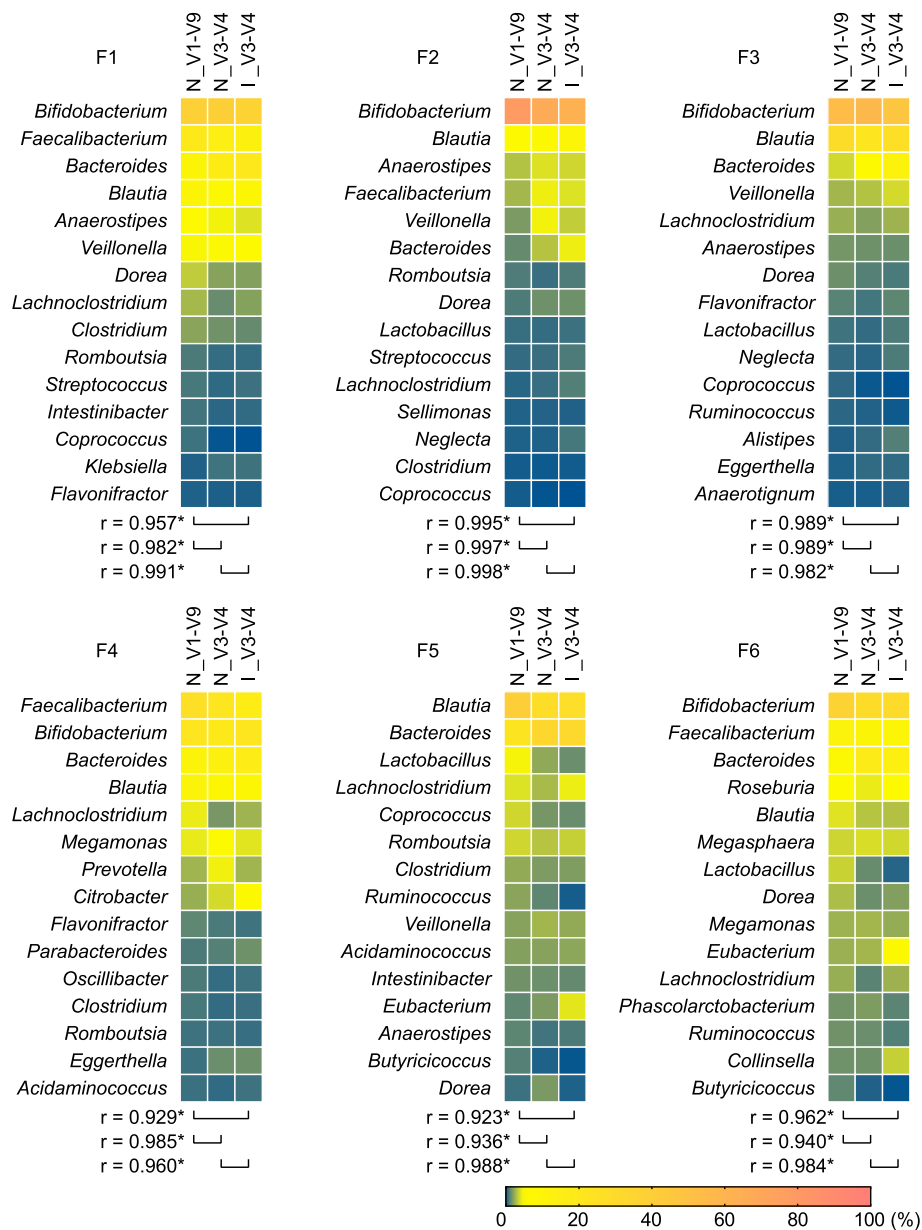 F1
N_V1-V9
N_V3-V4
I_V3-V4
Bifidobacterium
Faecalibacterium
Bacteroides
Blautia
Anaerostipes
Veillonella
Dorea
Lachnoclostridium
Clostridium
Romboutsia
Streptococcus
Intestinibacter
Coprococcus
Klebsiella
Flavonifractor
r = 0.957*
r = 0.982*
r = 0.991*
F2
N_V1-V9
N_V3-V4
I_V3-V4
Bifidobacterium
Blautia
Anaerostipes
Faecalibacterium
Veillonella
Bacteroides
Romboutsia
Dorea
Lactobacillus
Streptococcus
Lachnoclostridium
Sellimonas
Neglecta
Clostridium
Coprococcus
r = 0.995*
r = 0.997*
r = 0.998*
F3
N_V1-V9
N_V3-V4
I_V3-V4
Bifidobacterium
Blautia
Bacteroides
Veillonella
Lachnoclostridium
Anaerostipes
Dorea
Flavonifractor
Lactobacillus
Neglecta
Coprococcus
Ruminococcus
Alistipes
Eggerthella
Anaerotignum
r = 0.989*
r = 0.989*
r = 0.982*
F4
N_V1-V9
N_V3-V4
I_V3-V4
Faecalibacterium
Bifidobacterium
Bacteroides
Blautia
Lachnoclostridium
Megamonas
Prevotella
Citrobacter
Flavonifractor
Parabacteroides
Oscillibacter
Clostridium
Romboutsia
Eggerthella
Acidaminococcus
r = 0.929*
r = 0.985*
r = 0.960*
F5
N_V1-V9
N_V3-V4
I_V3-V4
Blautia
Bacteroides
Lactobacillus
Lachnoclostridium
Coprococcus
Romboutsia
Clostridium
Ruminococcus
Veillonella
Acidaminococcus
Intestinibacter
Eubacterium
Anaerostipes
Butyricicoccus
Dorea
r = 0.923*
r = 0.936*
r = 0.988*
F6
N_V1-V9
N_V3-V4
I_V3-V4
Bifidobacterium
Faecalibacterium
Bacteroides
Roseburia
Blautia
Megasphaera
Lactobacillus
Dorea
Megamonas
Eubacterium
Lachnoclostridium
Phascolarctobacterium
Ruminococcus
Collinsella
Butyricicoccus
r = 0.962*
r = 0.940*
r = 0.984*
0 20 40 60 80 100 (%)